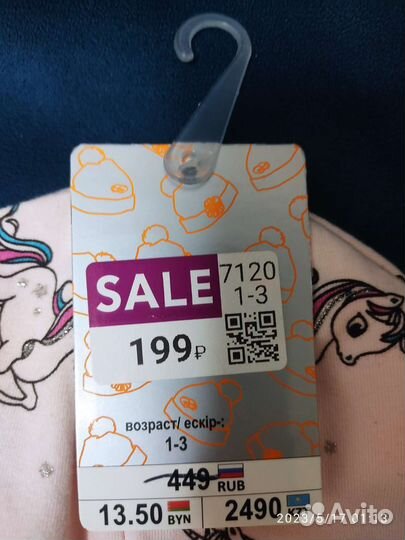 SALE
7120
1-3
199₽
возраст/ ескiр-:
1-3
449 RUB
13.50 BYN
2490
2023/5/17 01:13
Avito